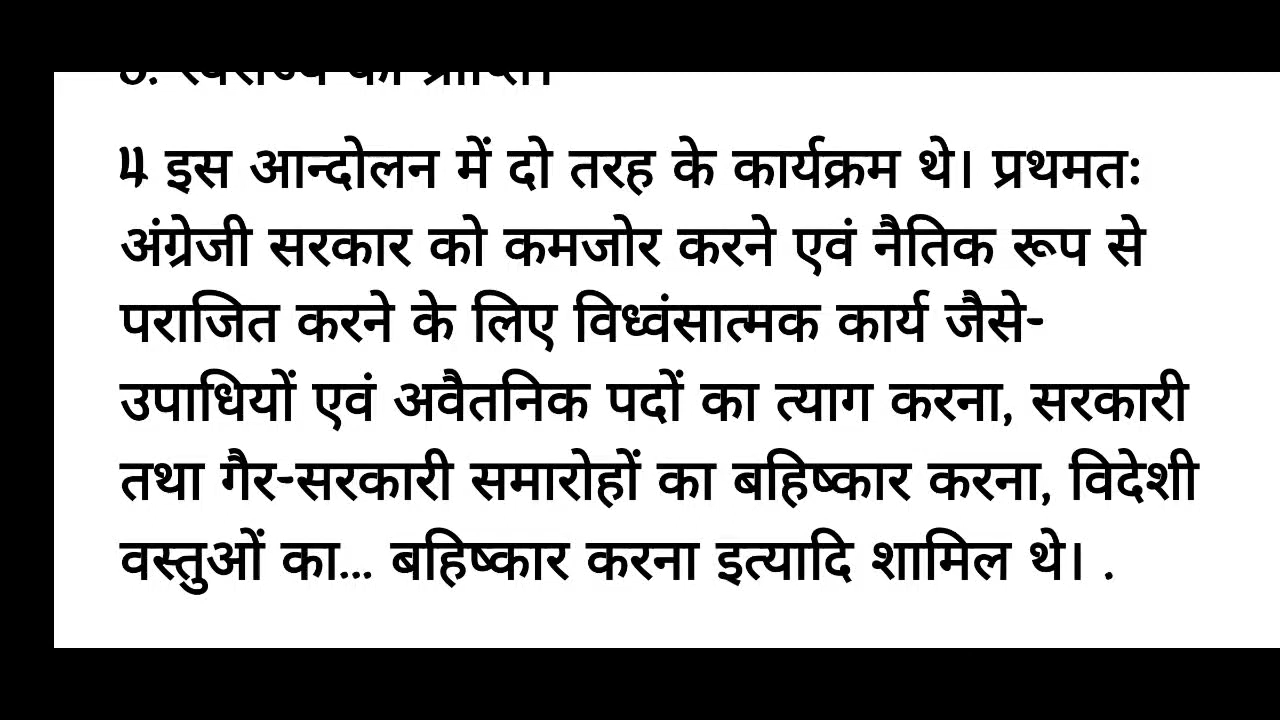 स्वराज्य की प्राप्ति।
4 इस आन्दोलन में दो तरह के कार्यक्रम थे। प्रथमतः
अंग्रेजी सरकार को कमजोर करने एवं नैतिक रूप से
पराजित करने के लिए विध्वंसात्मक कार्य जैसे-
उपाधियों एवं अवैतनिक पदों का त्याग करना, सरकारी
तथा गैर-सरकारी समारोहों का बहिष्कार करना, विदेशी
वस्तुओं का... बहिष्कार करना इत्यादि शामिल थे। .